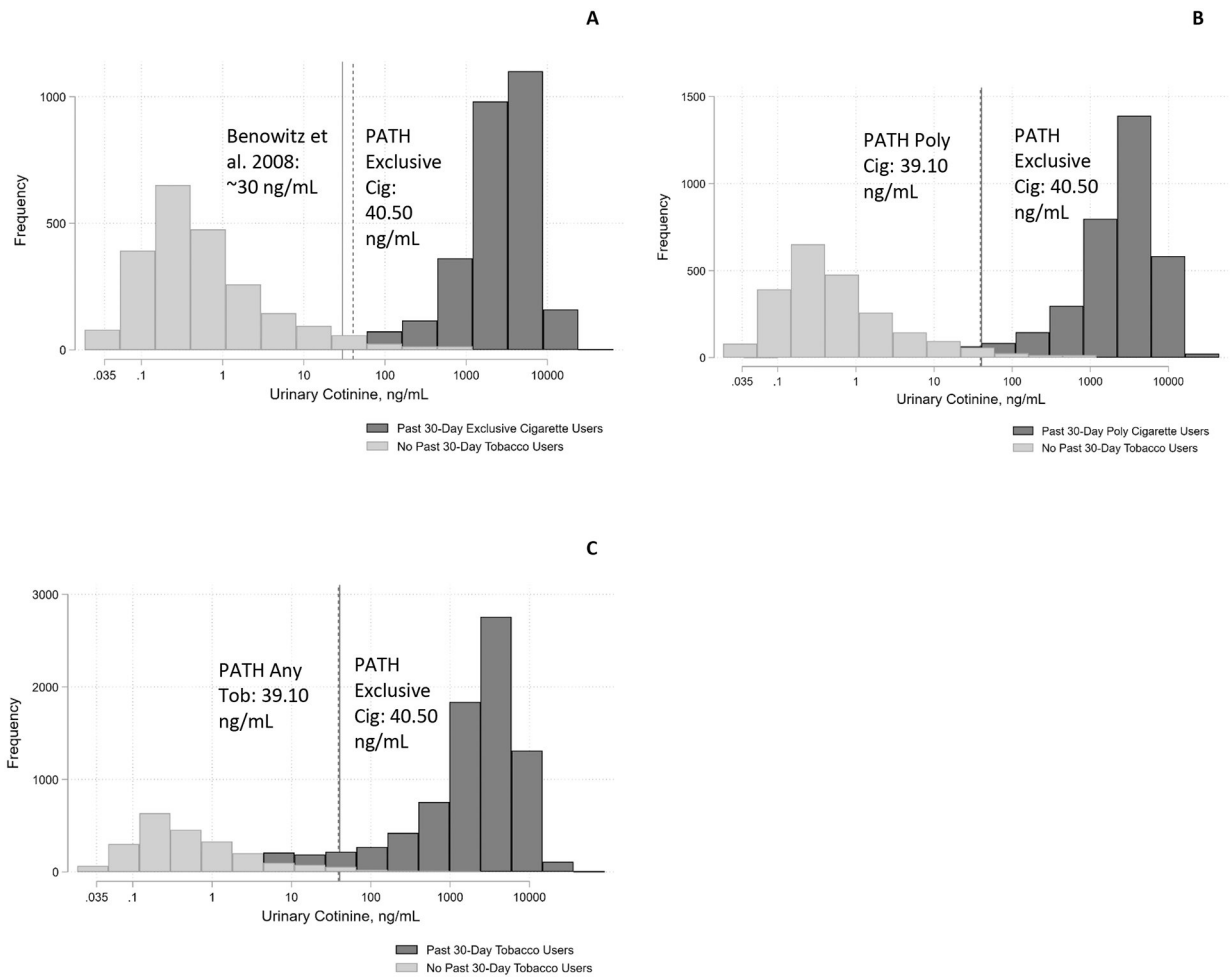 A
Frequency
1000
500
0
Benowitz et
al. 2008:
~30 ng/mL
PATH
Exclusive
Cig:
40.50
ng/mL
.035 .1 1 10 100 1000 10000
Urinary Cotinine, ng/mL
Past 30-Day Exclusive Cigarette Users
No Past 30-Day Tobacco Users
B
Frequency
1500
1000
500
0
PATH Poly
Cig: 39.10
ng/mL
PATH
Exclusive
Cig: 40.50
ng/mL
.035 .1 1 10 100 1000 10000
Urinary Cotinine, ng/mL
Past 30-Day Poly Cigarette Users
No Past 30-Day Tobacco Users
C
Frequency
3000
2000
1000
0
PATH Any
Tob: 39.10
ng/mL
PATH
Exclusive
Cig: 40.50
ng/mL
.035 .1 1 10 100 1000 10000
Urinary Cotinine, ng/mL
Past 30-Day Tobacco Users
No Past 30-Day Tobacco Users